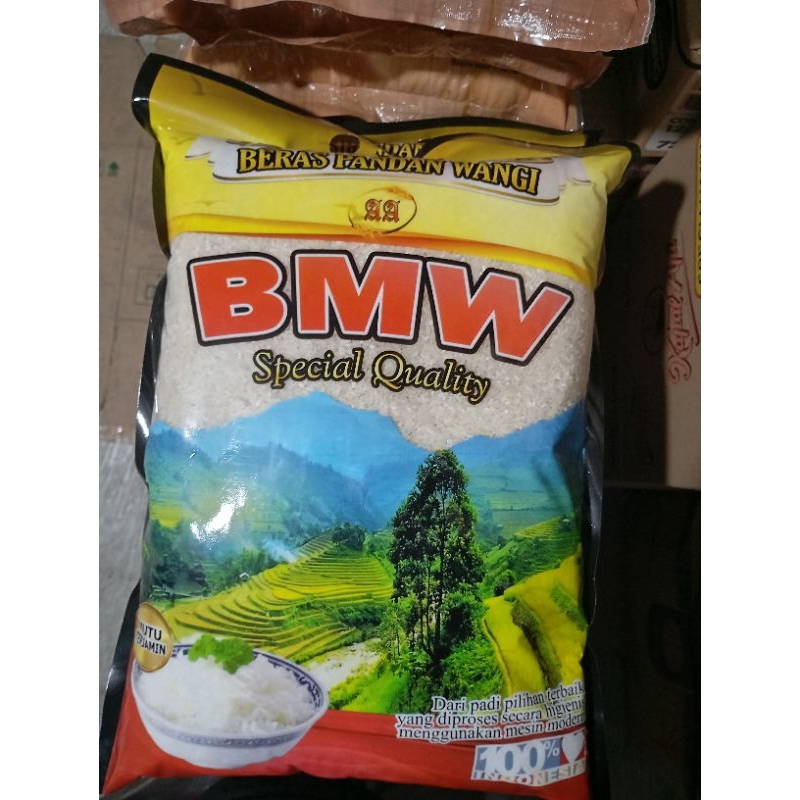 BERAS PANDAN WANGI
AA
BMW
Special Quality
Dari padi pilihan terbaik
yang diproses secara higienis
menggunakan mesin modern
100%
INDONESIA